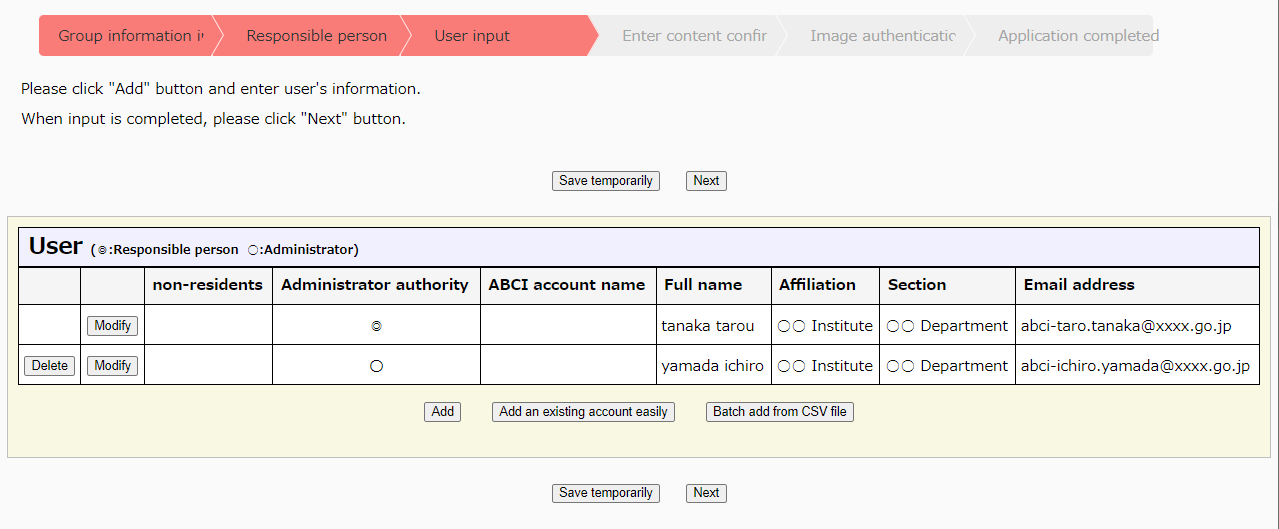 Group information i Responsible person User input Enter content confir Image authenticatio Application completed
Please click "Add" button and enter user's information.
When input is completed, please click "Next" button.
Save temporarily Next
User (◎:Responsible person ○:Administrator)
non-residents Administrator authority ABCI account name Full name Affiliation Section Email address
Modify ◎ tanaka tarou ○○ Institute ○○ Department abci-taro.tanaka@xxxx.go.jp
Delete Modify ○ yamada ichiro ○○ Institute ○○ Department abci-ichiro.yamada@xxxx.go.jp
Add Add an existing account easily Batch add from CSV file
Save temporarily Next